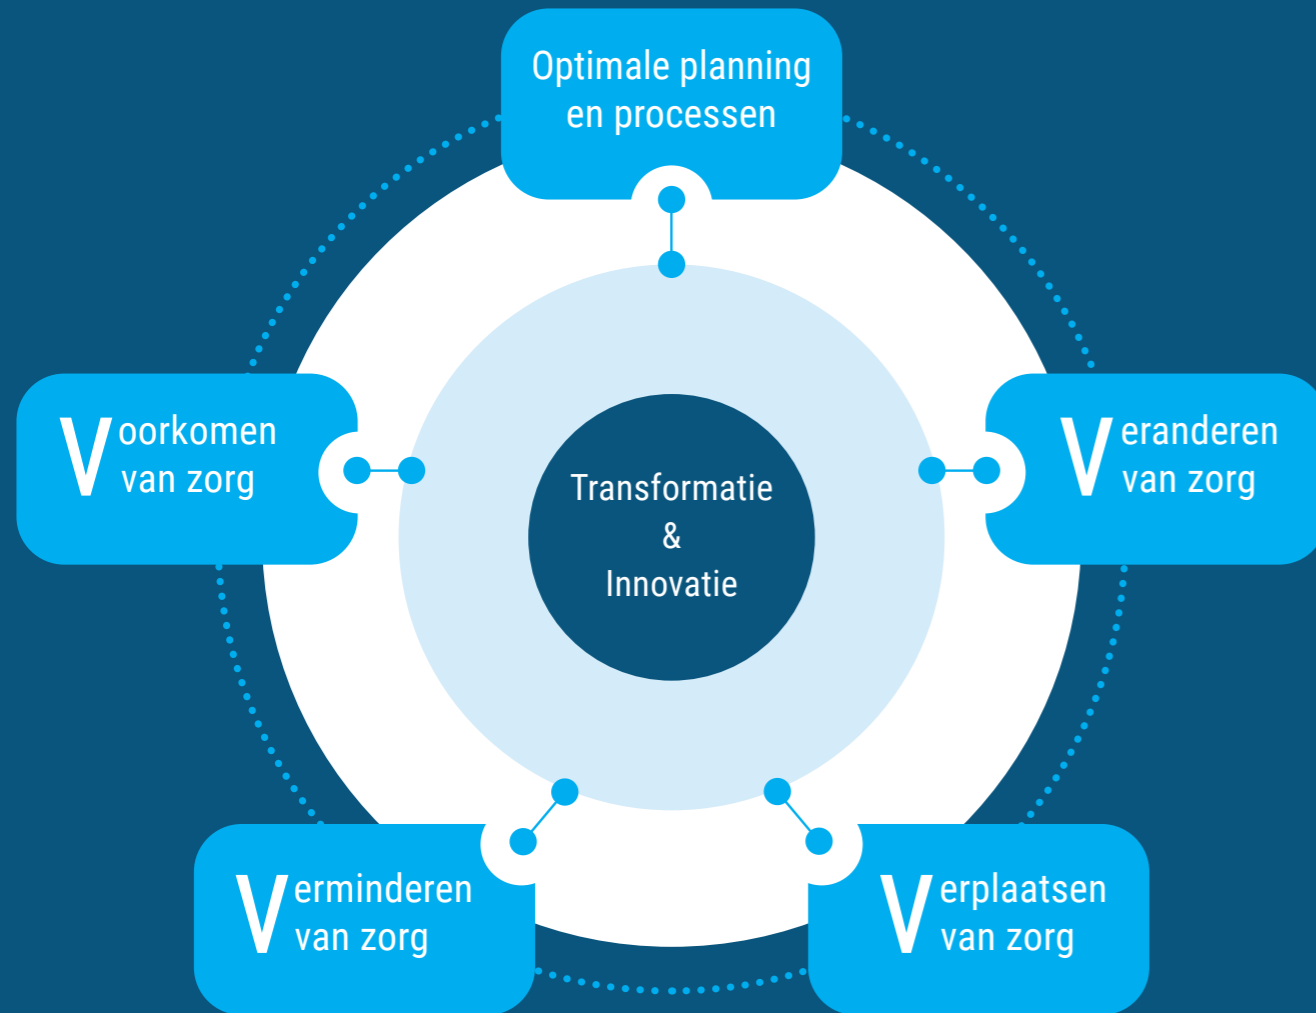 Optimale planning
en processen
Voorkomen
van zorg
Veranderen
van zorg
Transformatie
&
Innovatie
Verminderen
van zorg
Verplaatsen
van zorg